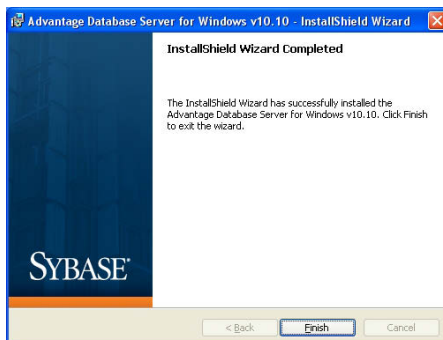 Advantage Database Server for Windows v10.10 - InstallShield Wizard
InstallShield Wizard Completed
The InstallShield Wizard has successfully installed the
Advantage Database Server for Windows v10.10. Click Finish
to exit the wizard.
SYBASE
< Back
Finish
Cancel